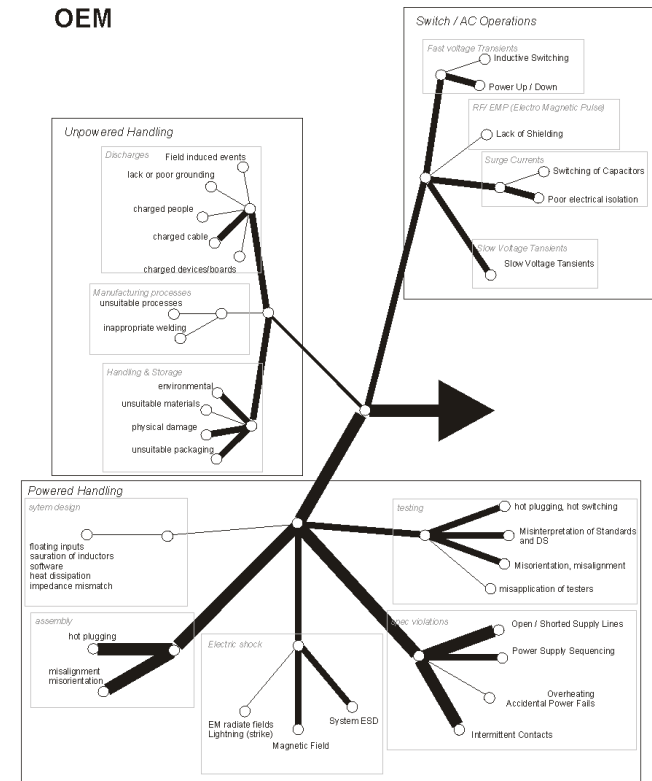 OEM
Switch / AC Operations
Fast voltage Transients
Inductive Switching
Power Up / Down
RF/ EMP (Electro Magnetic Pulse)
Lack of Shielding
Surge Currents
Switching of Capacitors
Poor electrical isolation
Slow Voltage Tansients
Slow Voltage Tansients
Unpowered Handling
Discharges
Field induced events
lack or poor grounding
charged people
charged cable
charged devices/boards
Manufacturing processes
unsuitable processes
inappropriate welding
Handling & Storage
environmental
unsuitable materials
physical damage
unsuitable packaging
Powered Handling
sytem design
floating inputs
sauration of inductors
software
heat dissipation
impedance mismatch
testing
hot plugging, hot switching
Misinterpretation of Standards
and DS
Misorientation, misalignment
misapplication of testers
assembly
hot plugging
misalignment
misorientation
Electric shock
EM radiate fields
Lightning (strike)
Magnetic Field
System ESD
spec violations
Open / Shorted Supply Lines
Power Supply Sequencing
Overheating
Accidental Power Fails
Intermittent Contacts